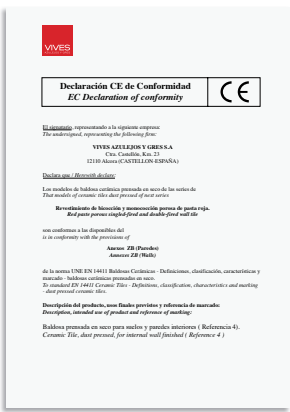 VIVES
Declaración CE de Conformidad
EC Declaration of conformity
CE
El signatario, representando a la siguiente empresa:
The undersigned, representing the following firm:
VIVES AZULEJOS Y GRES S.A
Ctra. Castellón, Km. 23
12110 Alcora (CASTELLON-ESPAÑA)
Declara que / Herewith declare:
Los modelos de baldosa cerámica prensada en seco de las series de
That models of ceramic tiles dust pressed of next series
Revestimiento de bicocción y monococción porosa de pasta roja.
Red paste porous singled-fired and double-fired wall tile
son conformes a las disponibles del
is in conformity with the provisions of
Anexos ZB (Paredes)
Annexes ZB (Walls)
de la norma UNE EN 14411 Baldosas Cerámicas - Definiciones, clasificación, características y
marcado - baldosas cerámicas prensadas en seco.
To standard EN 14411 Ceramic Tiles - Definitions, classification, characteristics and marking
- dust pressed ceramic tiles.
Descripción del producto, usos finales previstos y referencia de marcado:
Description, intended use of product and reference of marking:
Baldosa prensada en seco para suelos y paredes interiores ( Referencia 4).
Ceramic Tile, dust pressed, for internal wall finished ( Reference 4 )